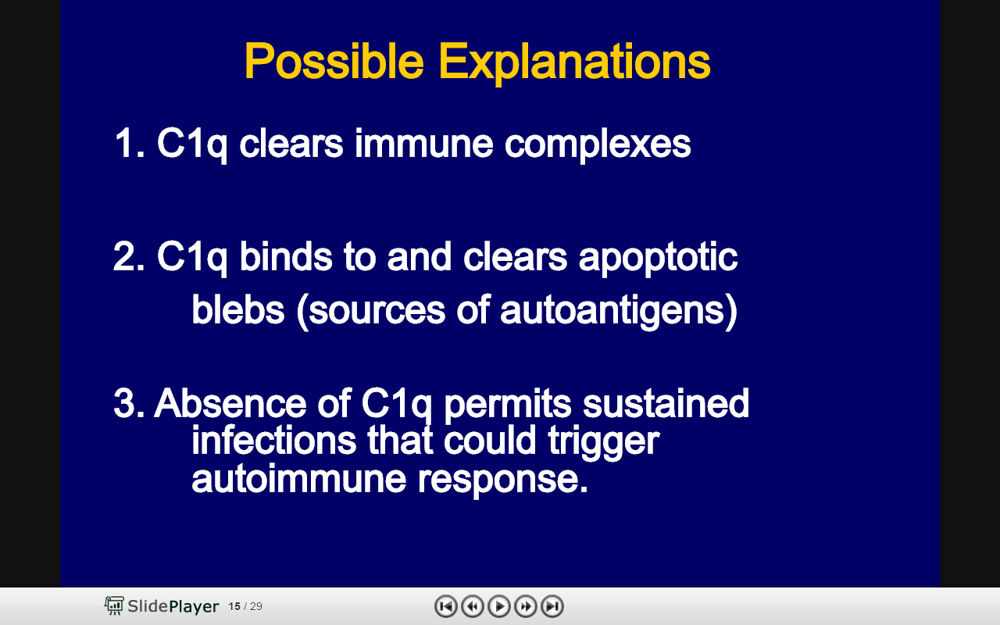 Possible Explanations
1. C1q clears immune complexes
2. C1q binds to and clears apoptotic
blebs (sources of autoantigens)
3. Absence of C1q permits sustained
infections that could trigger
autoimmune response.
SlidePlayer 15 / 29